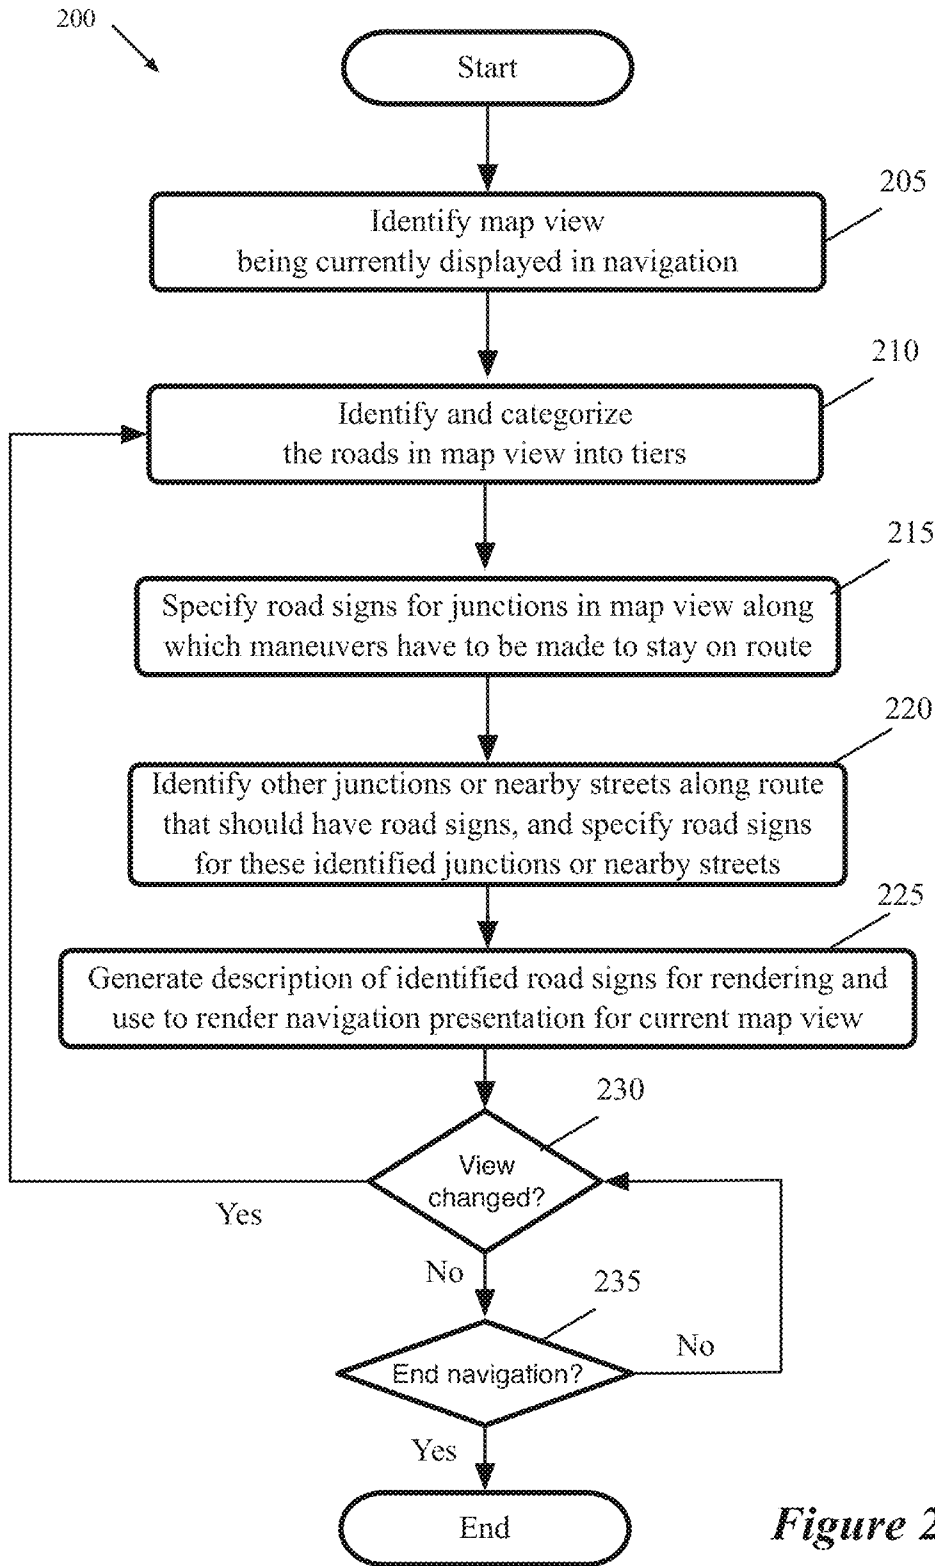 200
Start
205
Identify map view
being currently displayed in navigation
210
Identify and categorize
the roads in map view into tiers
215
Specify road signs for junctions in map view along
which maneuvers have to be made to stay on route
220
Identify other junctions or nearby streets along route
that should have road signs, and specify road signs
for these identified junctions or nearby streets
225
Generate description of identified road signs for rendering and
use to render navigation presentation for current map view
230
View
changed?
Yes
No
235
End navigation?
No
Yes
End
Figure 2